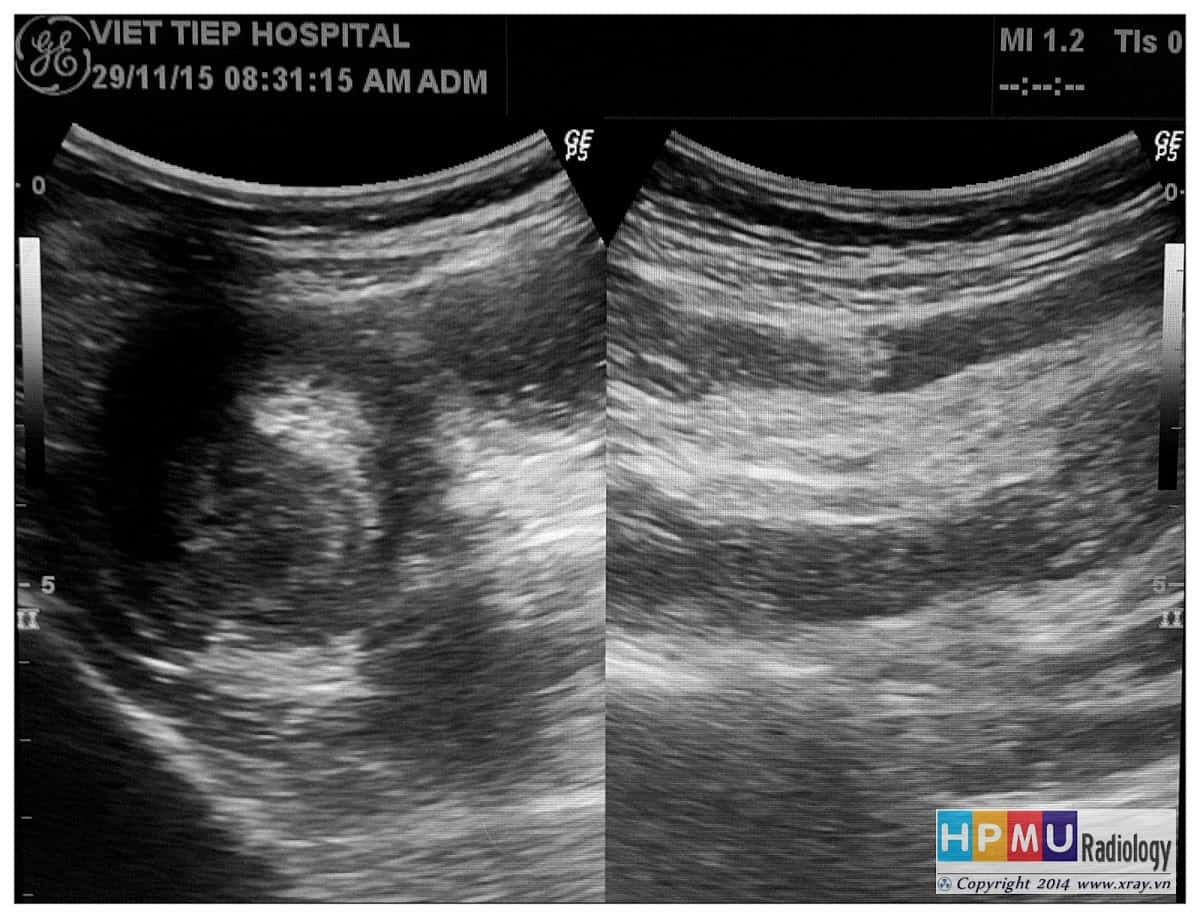 GE
VIET TIEP HOSPITAL
29/11/15 08:31:15 AM ADM
MI 1.2 TIs 0
--:--:--
GE
P5
GE
P5
0
0
5
5
HPMU Radiology
Copyright 2014 www.xray.vn